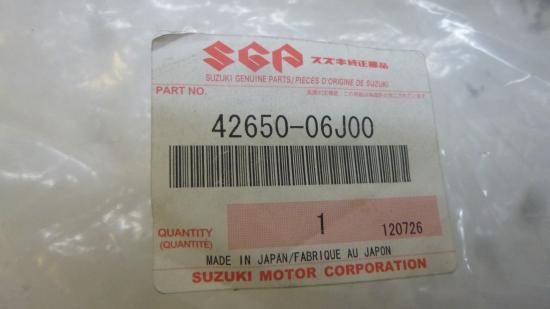 SGP スズキ純正部品
SUZUKI GENUINE PARTS/PIÈCES D'ORIGINE DE SUZUKI
PART NO.
42650-06J00
QUANTITY
(QUANTITÉ)
1
120726
MADE IN JAPAN/FABRIQUE AU JAPON
SUZUKI MOTOR CORPORATION